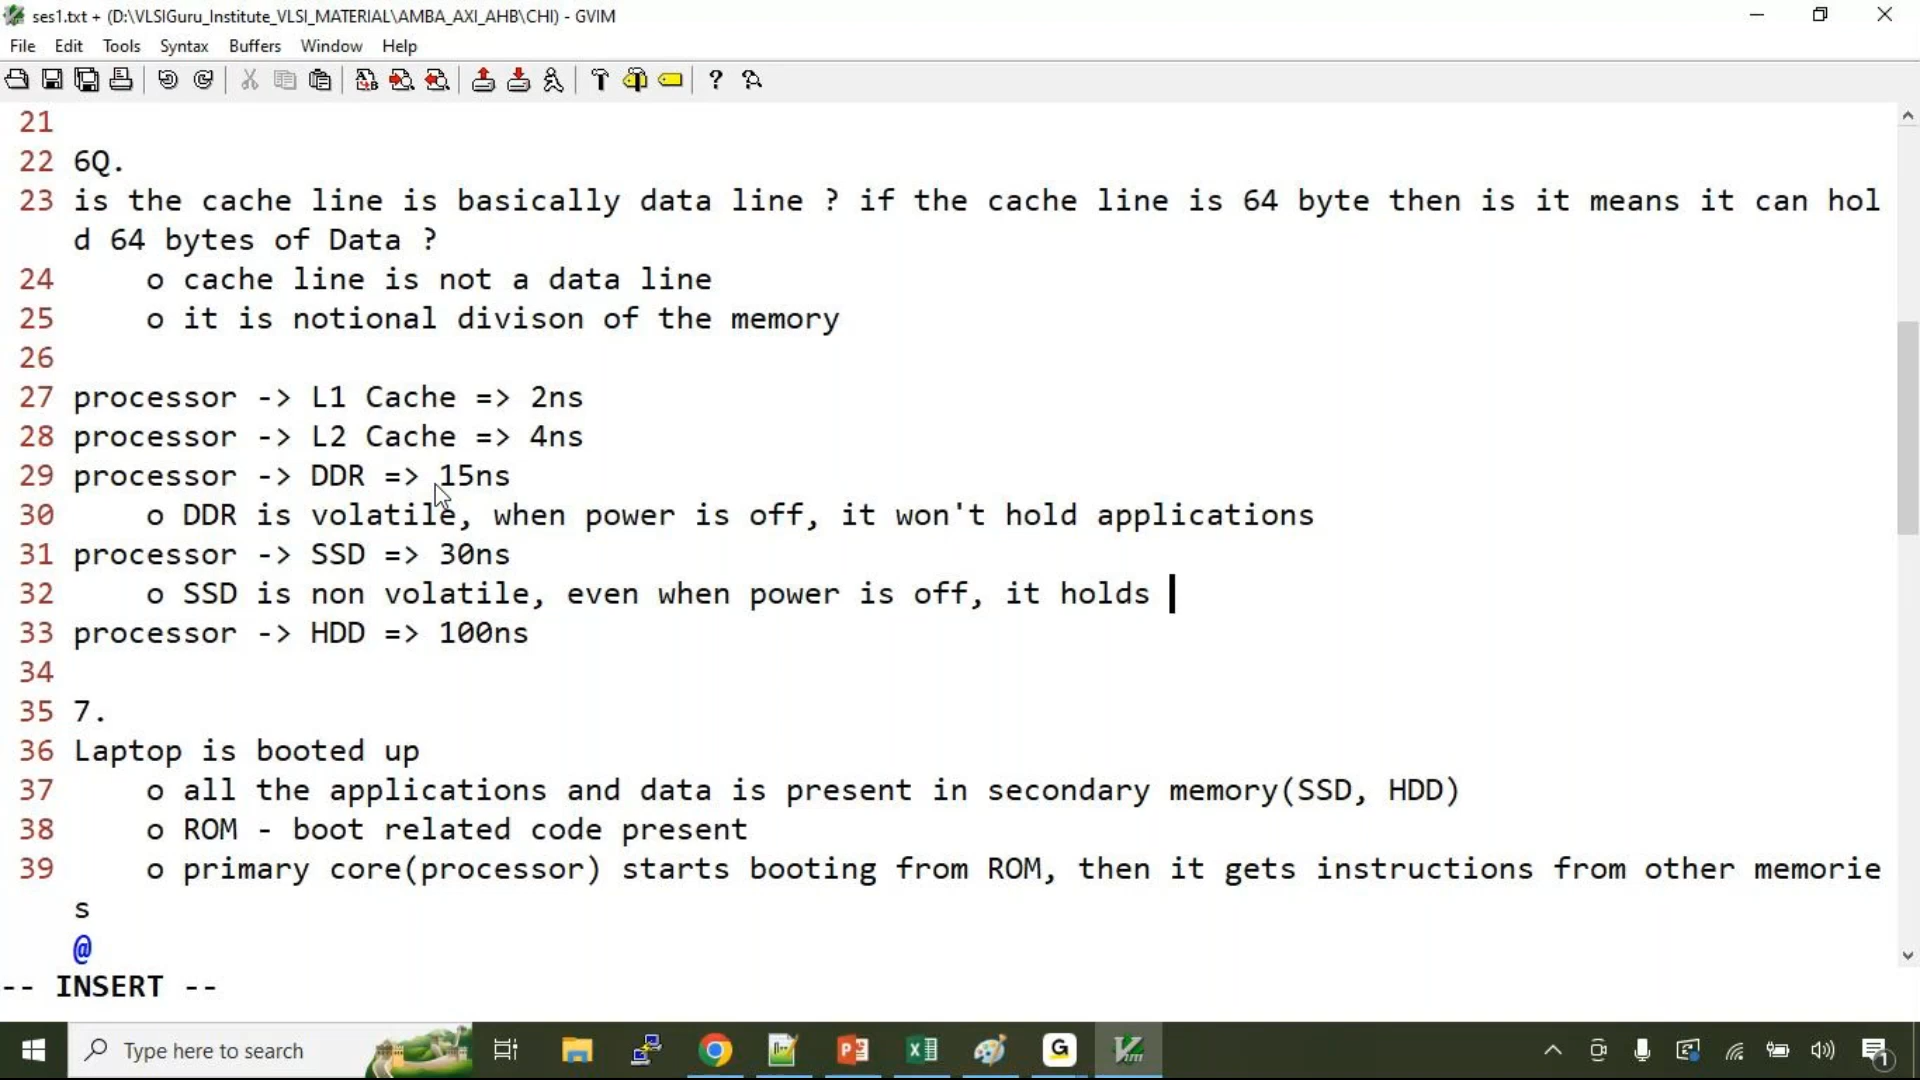 ses1.txt + (D:\VLSIGuru_Institute_VLSI_MATERIAL\AMBA_AXI_AHB\CHI) - GVIM
File Edit Tools Syntax Buffers Window Help
21
22 6Q.
23 is the cache line is basically data line ? if the cache line is 64 byte then is it means it can hol
d 64 bytes of Data ?
24 o cache line is not a data line
25 o it is notional divison of the memory
26
27 processor -> L1 Cache => 2ns
28 processor -> L2 Cache => 4ns
29 processor -> DDR => 15ns
30 o DDR is volatile, when power is off, it won't hold applications
31 processor -> SSD => 30ns
32 o SSD is non volatile, even when power is off, it holds
33 processor -> HDD => 100ns
34
35 7.
36 Laptop is booted up
37 o all the applications and data is present in secondary memory(SSD, HDD)
38 o ROM - boot related code present
39 o primary core(processor) starts booting from ROM, then it gets instructions from other memorie
s
@
-- INSERT --
Type here to search